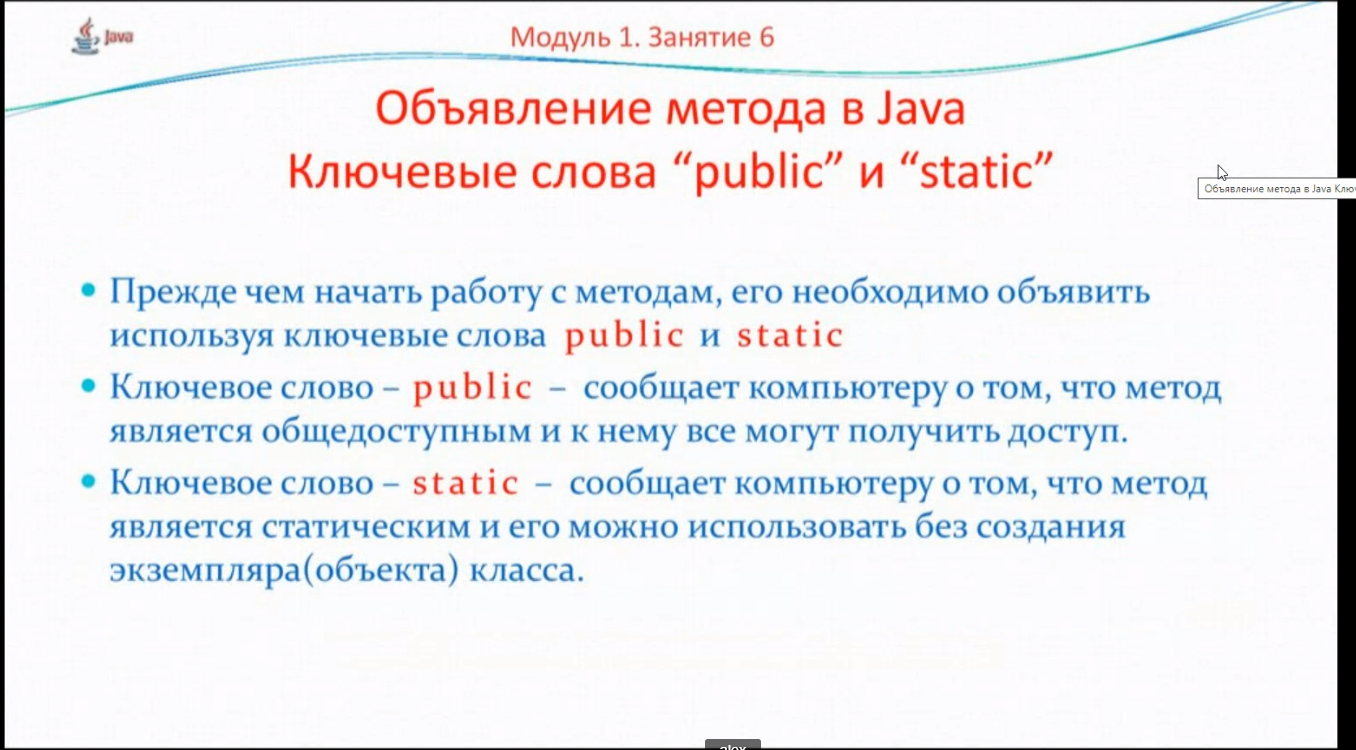 Java
Модуль 1. Занятие 6
Объявление метода в Java
Ключевые слова “public” и “static”
Объявление метода в Java Клю
• Прежде чем начать работу с методам, его необходимо объявить
используя ключевые слова public и static
• Ключевое слово – public – сообщает компьютеру о том, что метод
является общедоступным и к нему все могут получить доступ.
• Ключевое слово – static – сообщает компьютеру о том, что метод
является статическим и его можно использовать без создания
экземпляра(объекта) класса.
alex